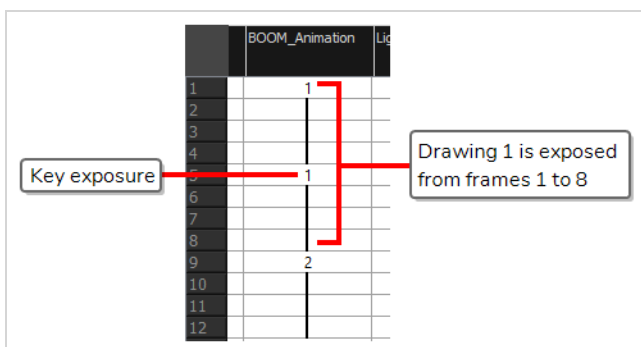 BOOM_Animation Lig
1 1
2
3
4
Key exposure 5 1
6
7
8
9 2
10
11
12
Drawing 1 is exposed
from frames 1 to 8